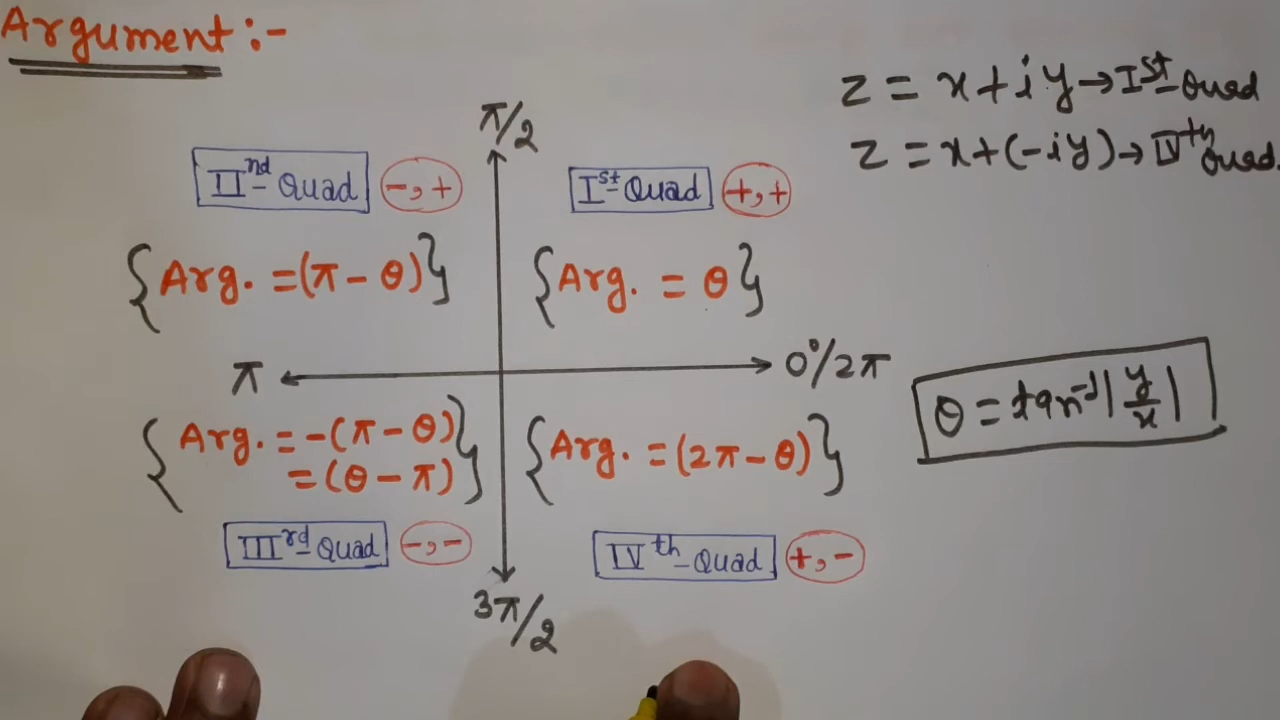 Argument:-
z = x + iy → Iˢᵗ Quad
z = x + (-iy) → IVᵗʰ Quad.
π/2
IIⁿᵈ Quad -,+
Iˢᵗ Quad +,+
{Arg. = (π - θ)}
{Arg. = θ}
π
0°/2π
θ = tan⁻¹|y/x|
{Arg. = -(π - θ)
= (θ - π)}
{Arg. = (2π - θ)}
IIIʳᵈ Quad -,-
IVᵗʰ Quad +,-
3π/2